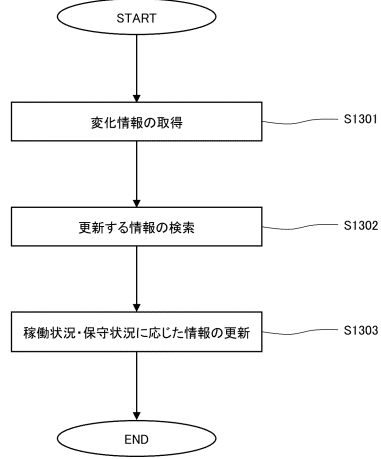 START
変化情報の取得
S1301
更新する情報の検索
S1302
稼働状況・保守状況に応じた情報の更新
S1303
END